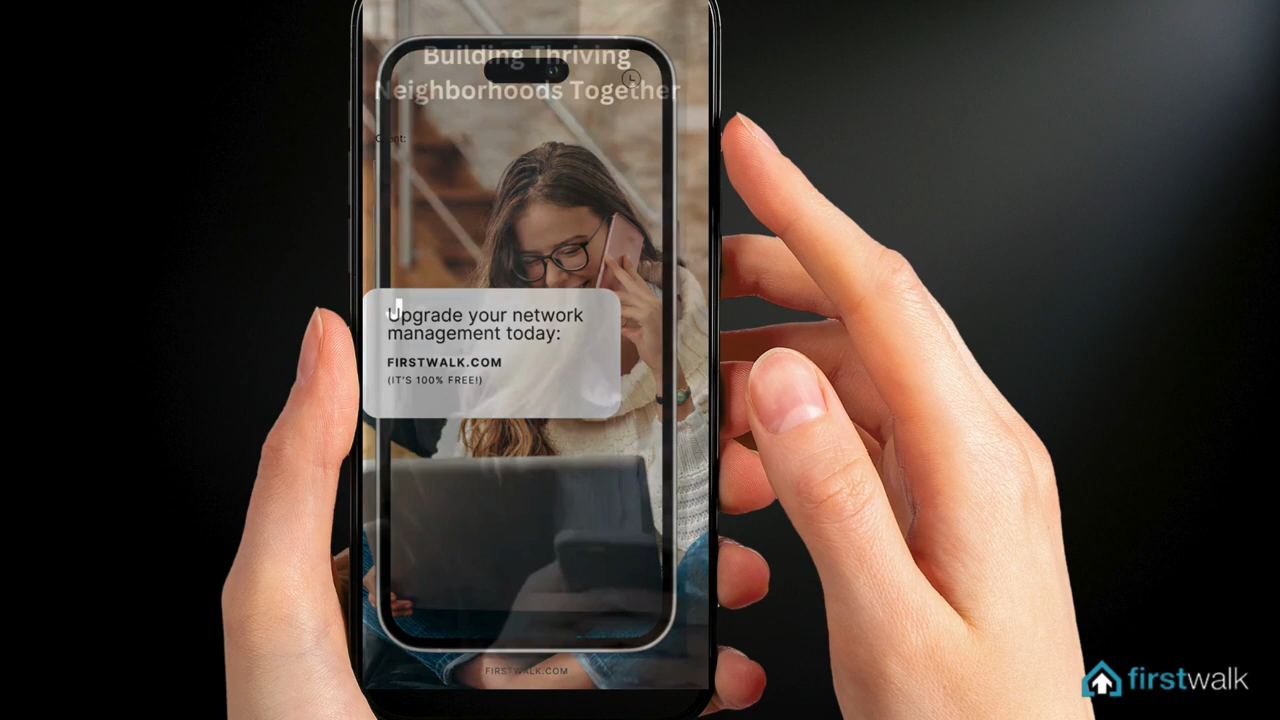 Building Thriving
Neighborhoods Together
Upgrade your network
management today:
FIRSTWALK.COM
(IT'S 100% FREE!)
FIRSTWALK.COM
firstwalk